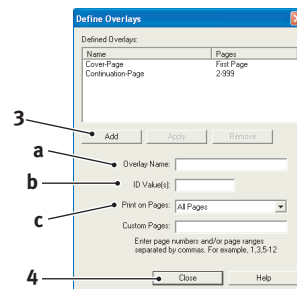 Define Overlays
Defined Overlays:
Name Pages
Cover-Page First Page
Continuation-Page 2-999
3
Add Apply Remove
a
Overlay Name:
b
ID Value(s):
c
Print on Pages: All Pages
Custom Pages:
Enter page numbers and/or page ranges
separated by commas. For example, 1,3,5-12
4
Close Help